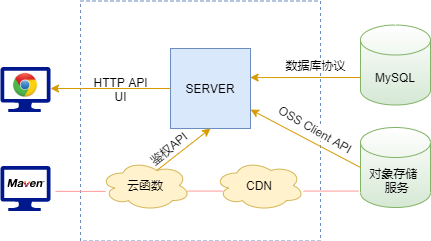 HTTP API
UI
SERVER
数据库协议
MySQL
OSS Client API
鉴权API
Maven
云函数
CDN
对象存储
服务